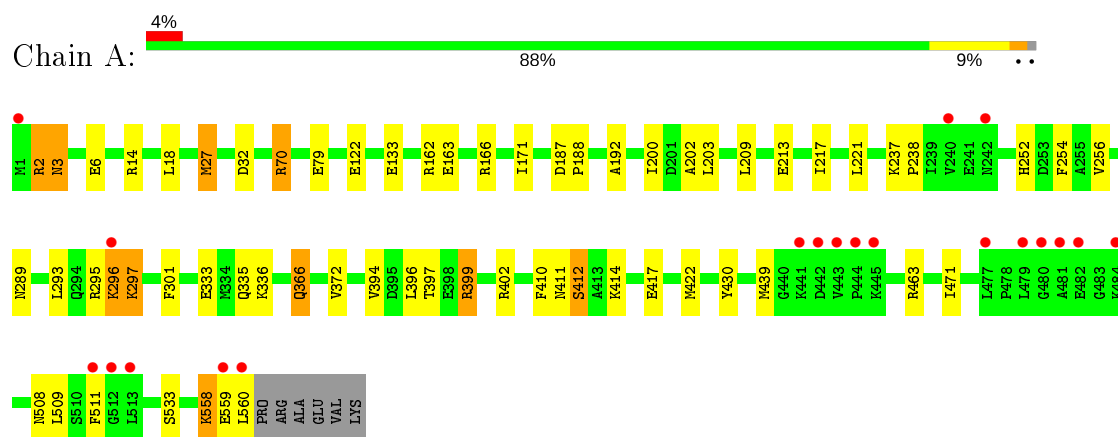 4%
Chain A:
88% 9% • •
M1 R2 N3 E6 R14 L18 M27 D32 R70 E79 E122 E133 R162 E163 R166 I171 D187 P188 A192 I200 D201 A202 L203 L209 E213 I217 L221 K237 P238 I239 V240 E241 N242 H252 D253 F254 A255 V256
N289 L293 Q294 R295 K296 K297 F301 E333 M334 Q335 K336 Q366 V372 V394 D395 L396 T397 E398 R399 R402 F410 N411 S412 A413 K414 E417 M422 Y430 M439 G440 K441 D442 V443 P444 K445 R463 I471 L477 P478 L479 G480 A481 E482 G483 K484
N508 L509 S510 F511 G512 L513 S533 K558 E559 L560 PRO ARG ALA GLU VAL LYS